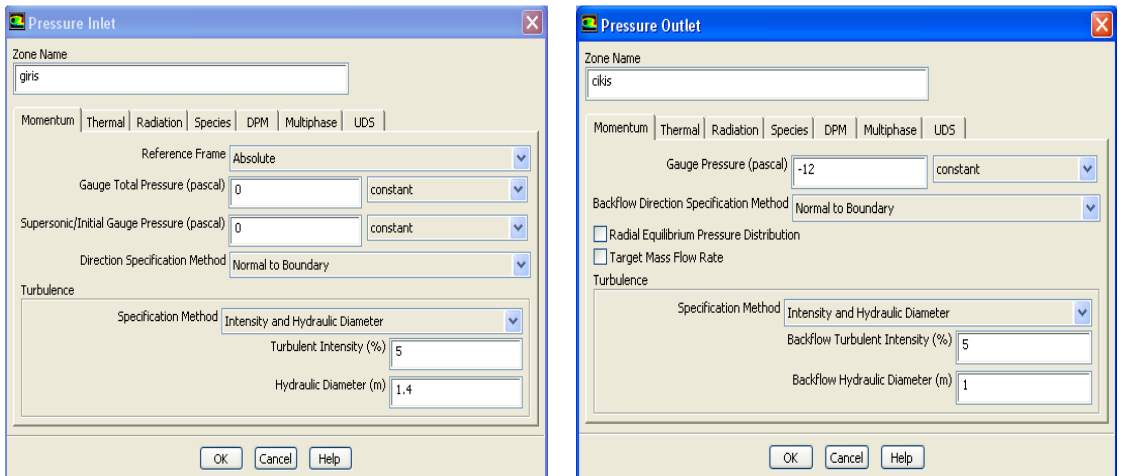 Pressure Inlet
Zone Name
giris
Momentum Thermal Radiation Species DPM Multiphase UDS
Reference Frame Absolute
Gauge Total Pressure (pascal) 0 constant
Supersonic/Initial Gauge Pressure (pascal) 0 constant
Direction Specification Method Normal to Boundary
Turbulence
Specification Method Intensity and Hydraulic Diameter
Turbulent Intensity (%) 5
Hydraulic Diameter (m) 1.4
OK Cancel Help
Pressure Outlet
Zone Name
cikis
Momentum Thermal Radiation Species DPM Multiphase UDS
Gauge Pressure (pascal) -12 constant
Backflow Direction Specification Method Normal to Boundary
Radial Equilibrium Pressure Distribution
Target Mass Flow Rate
Turbulence
Specification Method Intensity and Hydraulic Diameter
Backflow Turbulent Intensity (%) 5
Backflow Hydraulic Diameter (m) 1
OK Cancel Help